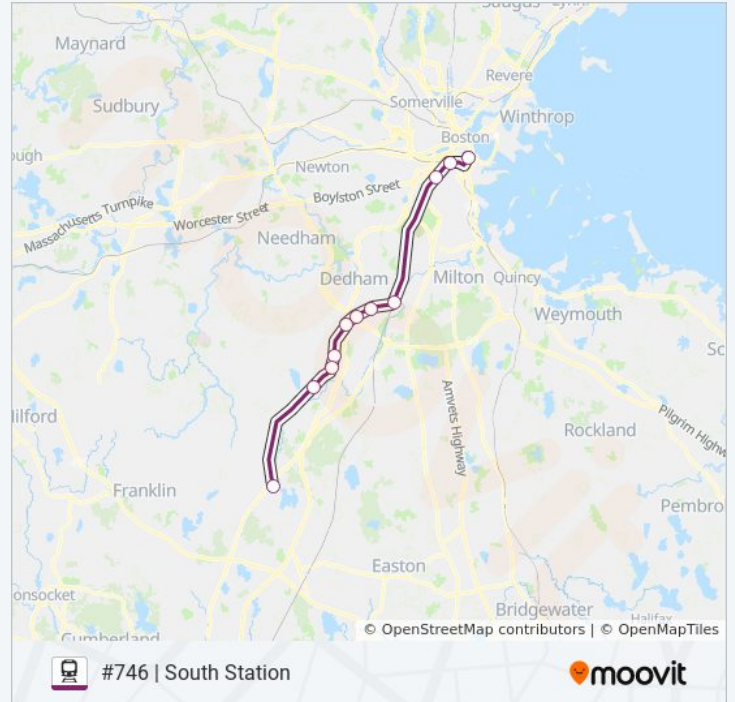 Saugus
Maynard
Revere
Sudbury
Somerville
Winthrop
Boston
ough
Newton
Boylston Street
Massachusetts Turnpike
Worcester Street
Needham
Dedham
Milton
Quincy
Weymouth
Sc
Amvets Highway
Pilgrim Highw
ilford
Rockland
Franklin
Pembro
Easton
onsocket
Bridgewater
Halifax
Cumberland
© OpenStreetMap contributors | © OpenMapTiles
#746 | South Station
moovit